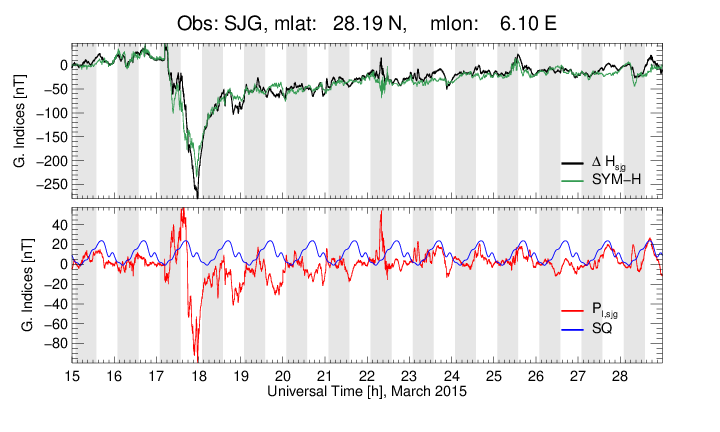 Obs: SJG, mlat: 28.19 N, mlon: 6.10 E
G. Indices [nT]
0
−50
−100
−150
−200
−250
Δ H_sjg
SYM−H
G. Indices [nT]
40
20
0
−20
−40
−60
−80
P_I,sjg
SQ
15 16 17 18 19 20 21 22 23 24 25 26 27 28
Universal Time [h], March 2015